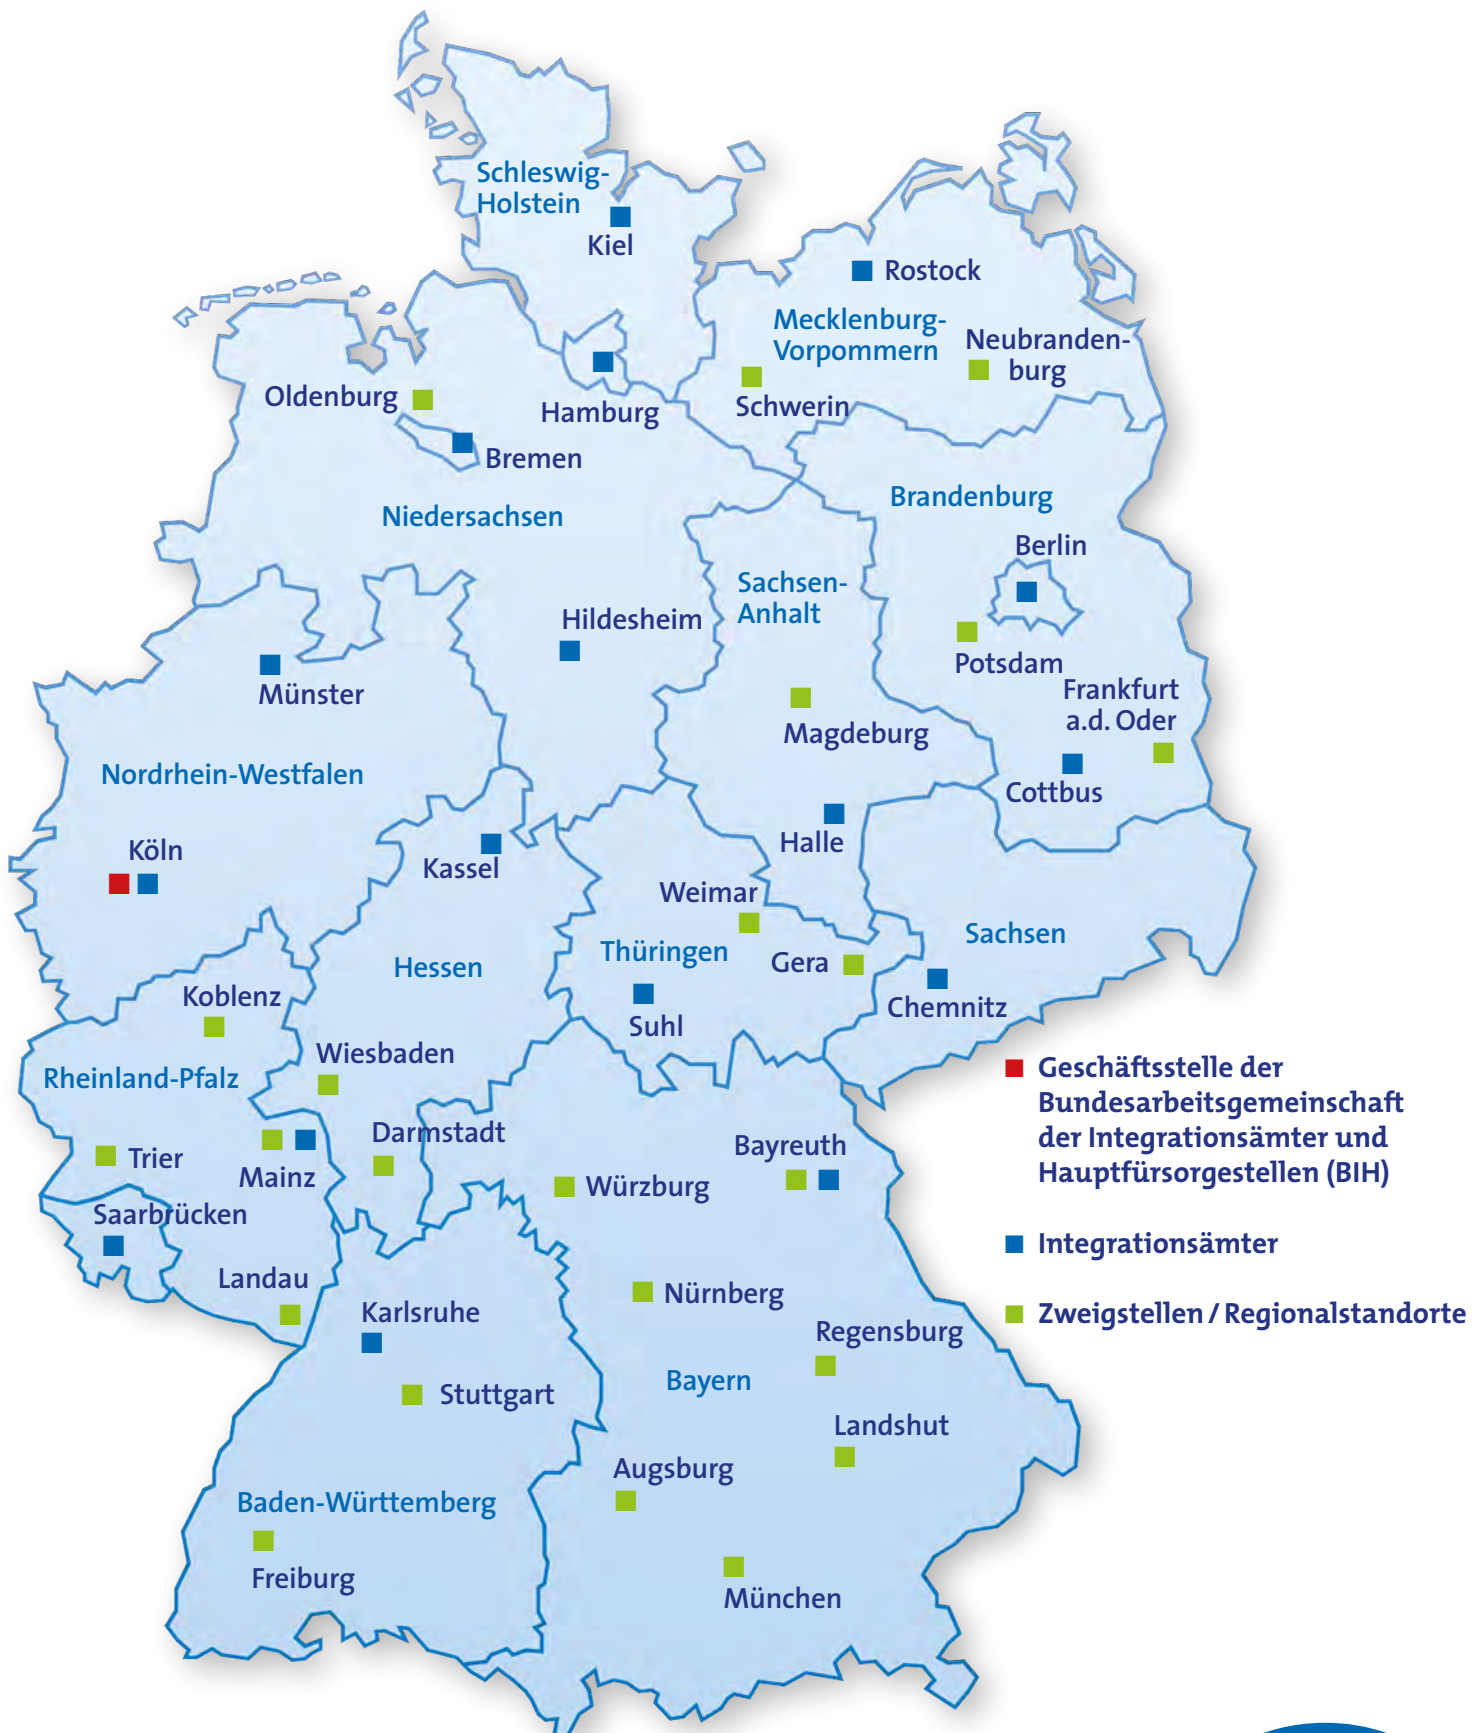 Schleswig-
Holstein
Kiel
Rostock
Mecklenburg-
Vorpommern
Neubranden-
burg
Schwerin
Oldenburg
Hamburg
Bremen
Niedersachsen
Brandenburg
Berlin
Sachsen-
Anhalt
Hildesheim
Potsdam
Münster
Frankfurt
a.d. Oder
Magdeburg
Nordrhein-Westfalen
Cottbus
Halle
Köln
Kassel
Weimar
Sachsen
Thüringen
Gera
Hessen
Koblenz
Chemnitz
Suhl
Wiesbaden
Rheinland-Pfalz
Darmstadt
Bayreuth
Trier
Mainz
Würzburg
Saarbrücken
Landau
Nürnberg
Karlsruhe
Regensburg
Bayern
Stuttgart
Landshut
Augsburg
Baden-Württemberg
Freiburg
München
Geschäftsstelle der
Bundesarbeitsgemeinschaft
der Integrationsämter und
Hauptfürsorgestellen (BIH)
Integrationsämter
Zweigstellen / Regionalstandorte